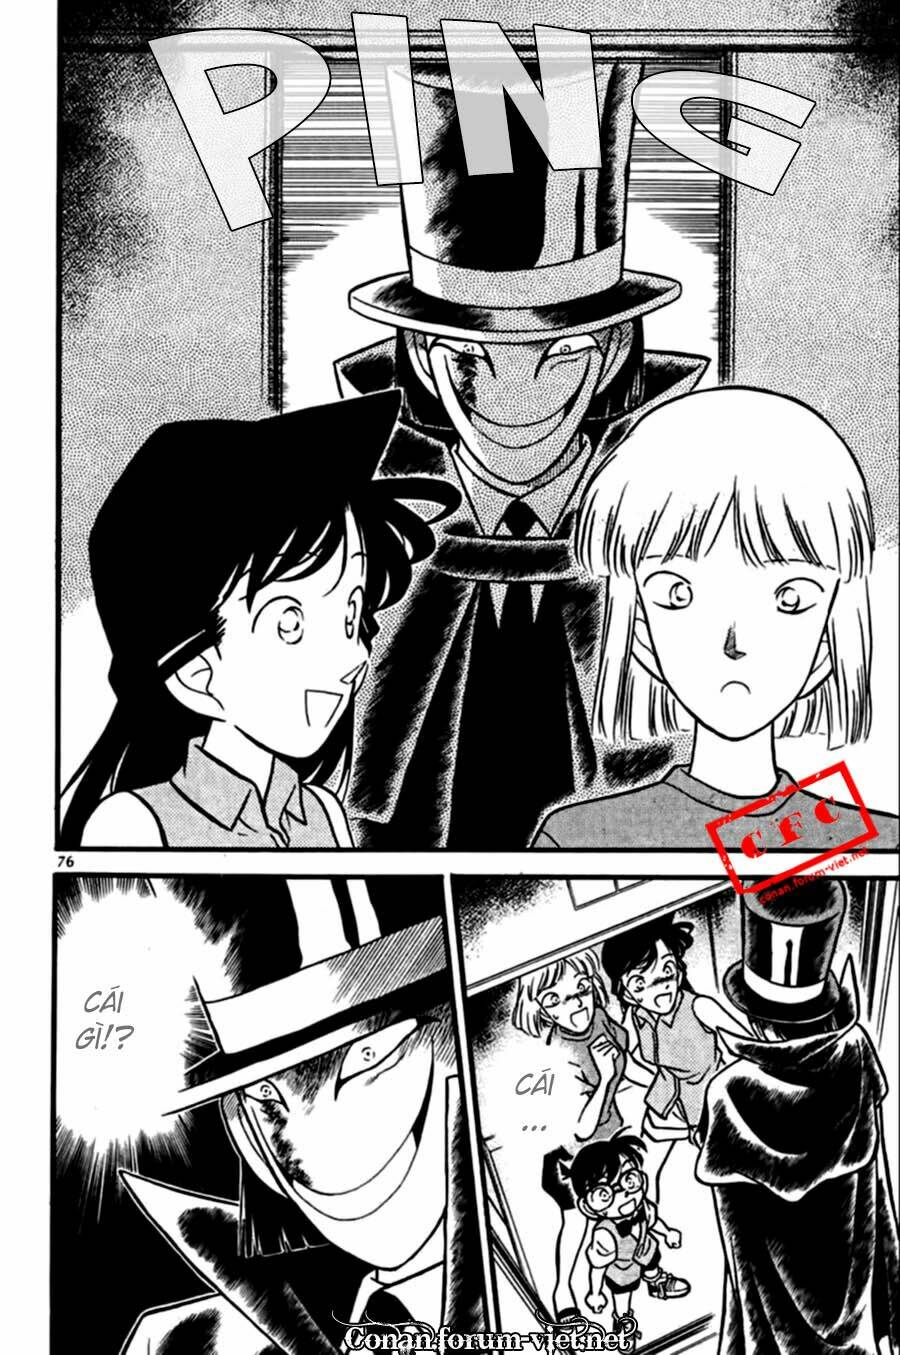 PING
CFC
conan.forum-viet.net
76
CÁI
GÌ!?
CÁI
...
Conan.forum-viet.net